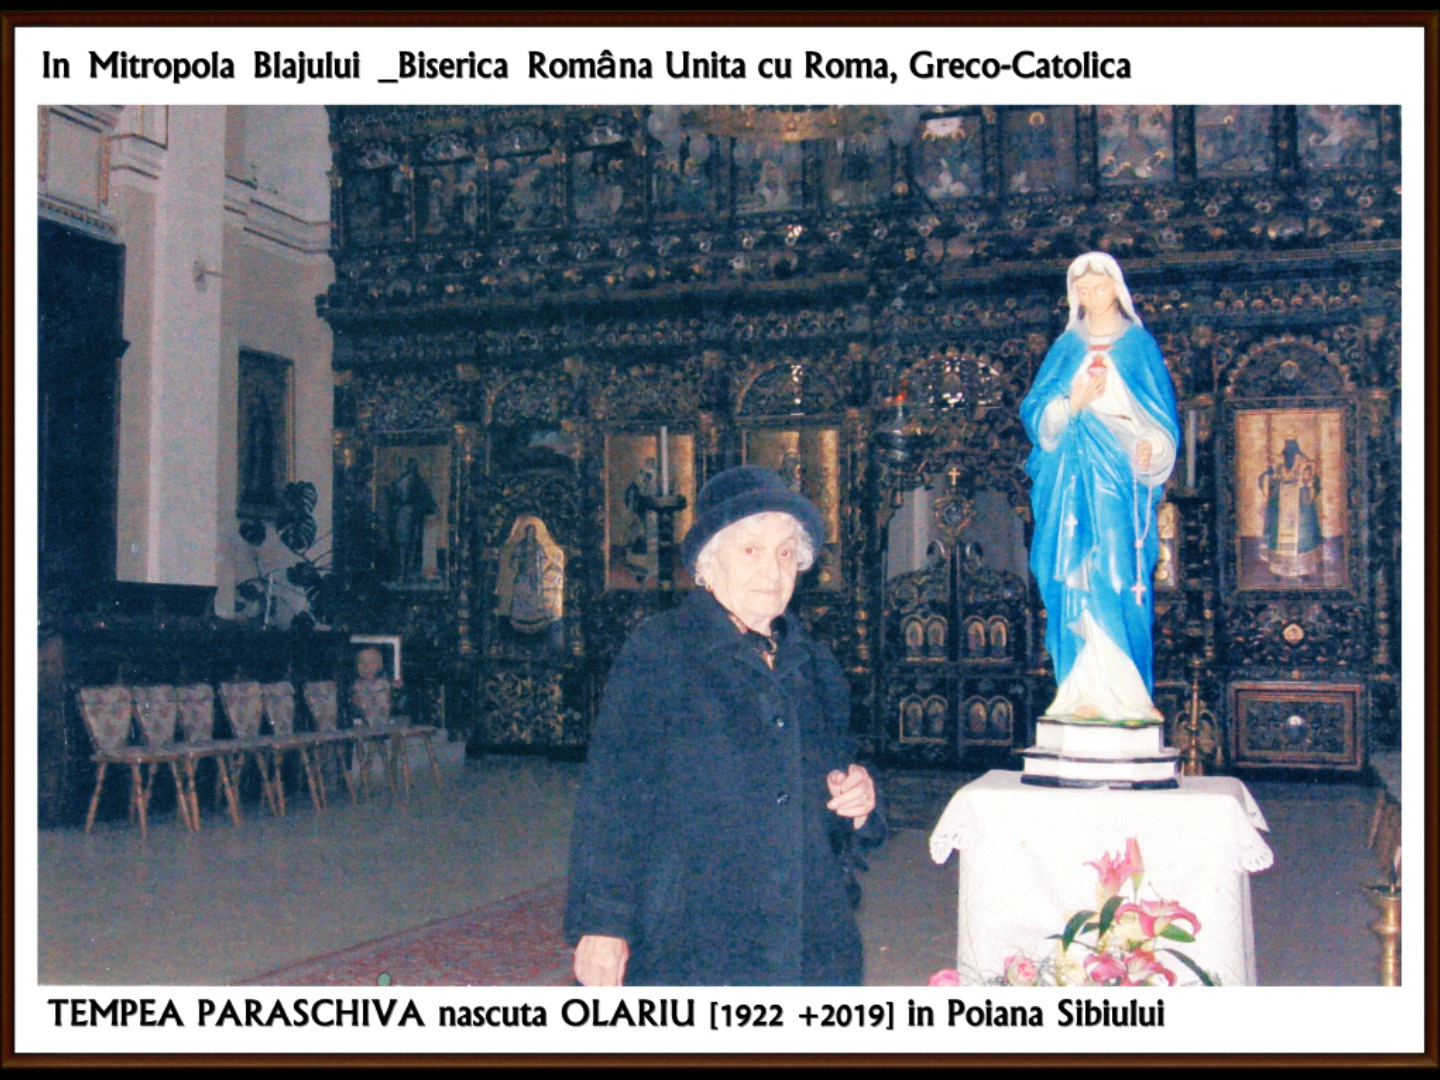 In Mitropola Blajului _Biserica Româna Unita cu Roma, Greco-Catolica
TEMPEA PARASCHIVA nascuta OLARIU [1922 +2019] in Poiana Sibiului